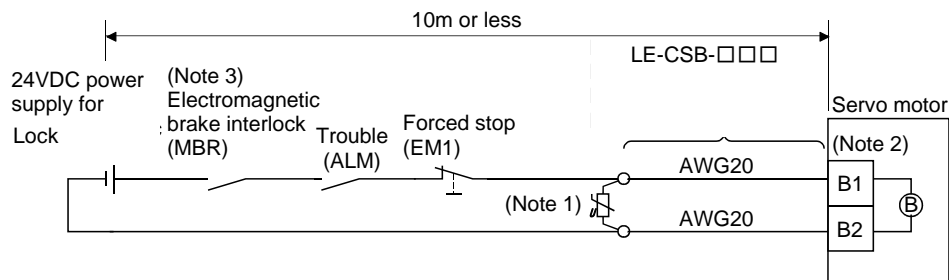 10m or less
LE-CSB-□□□
24VDC power
supply for
Lock
(Note 3)
Electromagnetic
brake interlock
(MBR)
Trouble
(ALM)
Forced stop
(EM1)
Servo motor
(Note 2)
AWG20
B1
(Note 1)
B
AWG20
B2